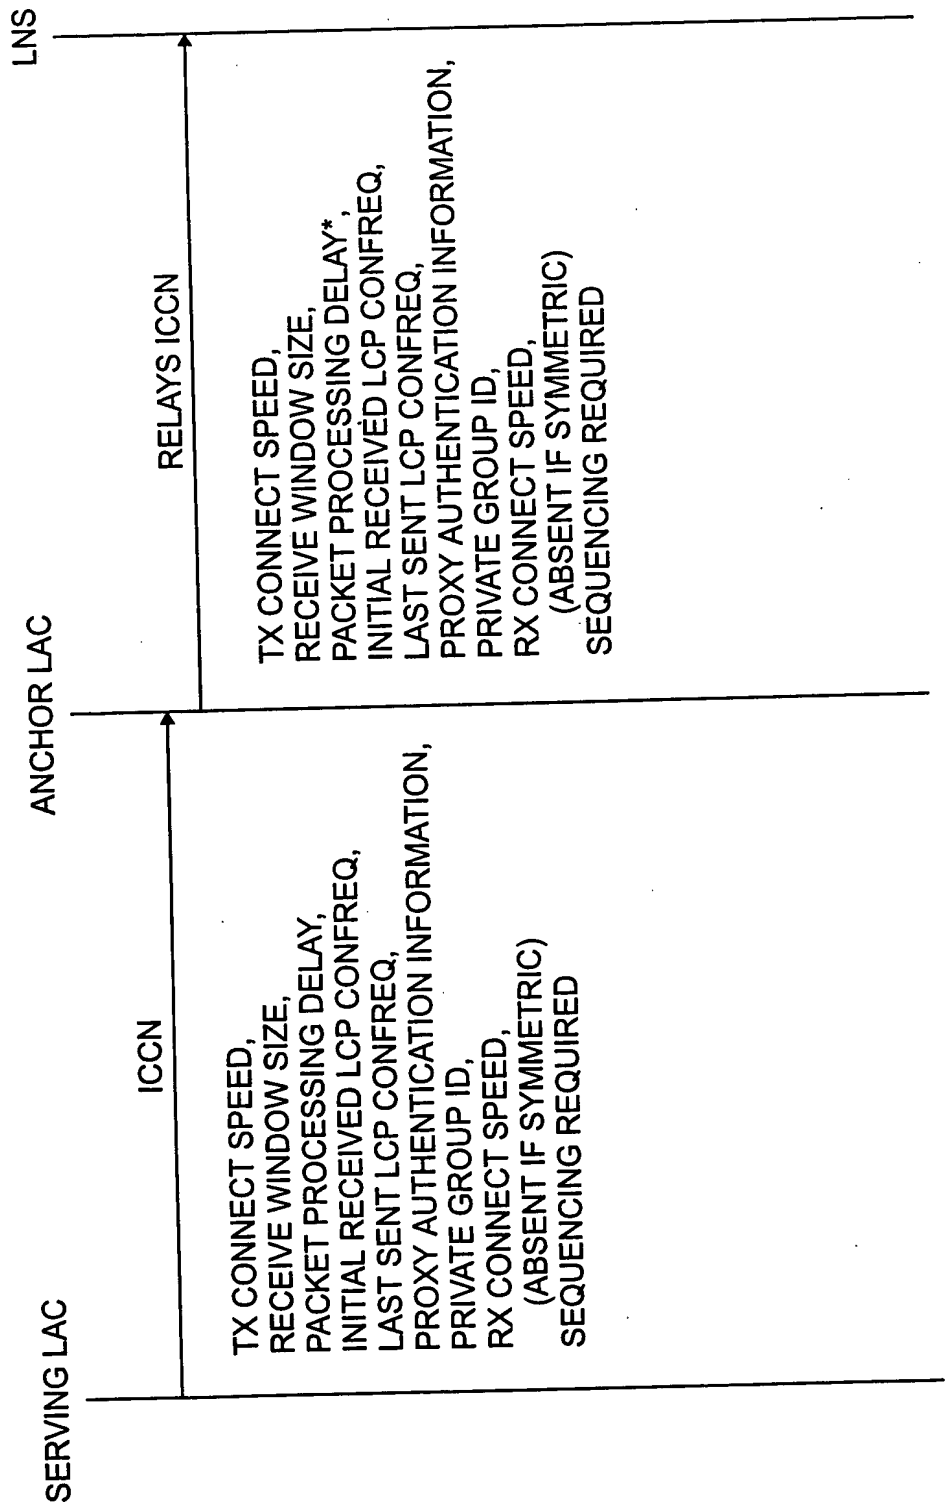 SERVING LAC
ANCHOR LAC
LNS
ICCN
TX CONNECT SPEED,
RECEIVE WINDOW SIZE,
PACKET PROCESSING DELAY,
INITIAL RECEIVED LCP CONFREQ,
LAST SENT LCP CONFREQ,
PROXY AUTHENTICATION INFORMATION,
PRIVATE GROUP ID,
RX CONNECT SPEED,
(ABSENT IF SYMMETRIC)
SEQUENCING REQUIRED
RELAYS ICCN
TX CONNECT SPEED,
RECEIVE WINDOW SIZE,
PACKET PROCESSING DELAY*,
INITIAL RECEIVED LCP CONFREQ,
LAST SENT LCP CONFREQ,
PROXY AUTHENTICATION INFORMATION,
PRIVATE GROUP ID,
RX CONNECT SPEED,
(ABSENT IF SYMMETRIC)
SEQUENCING REQUIRED